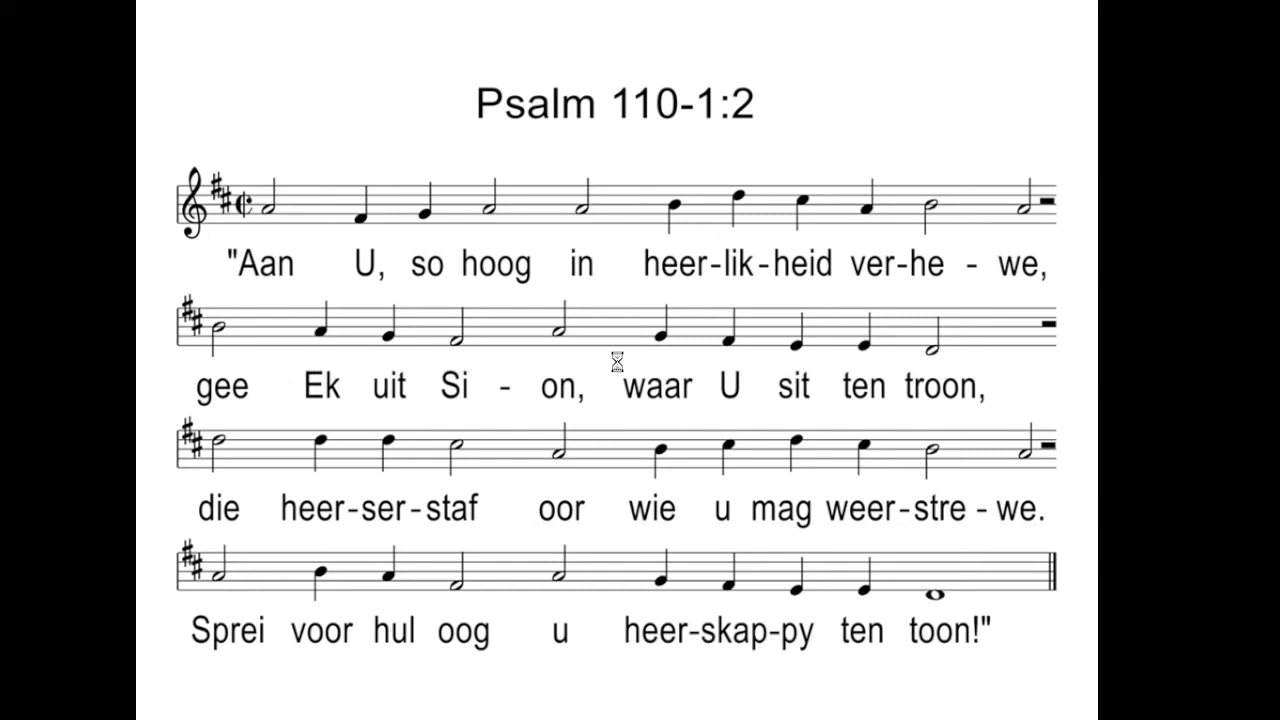 Psalm 110-1:2
"Aan U, so hoog in heer-lik-heid ver-he - we,
gee Ek uit Si - on, waar U sit ten troon,
die heer-ser-staf oor wie u mag weer-stre - we.
Sprei voor hul oog u heer-skap-py ten toon!"